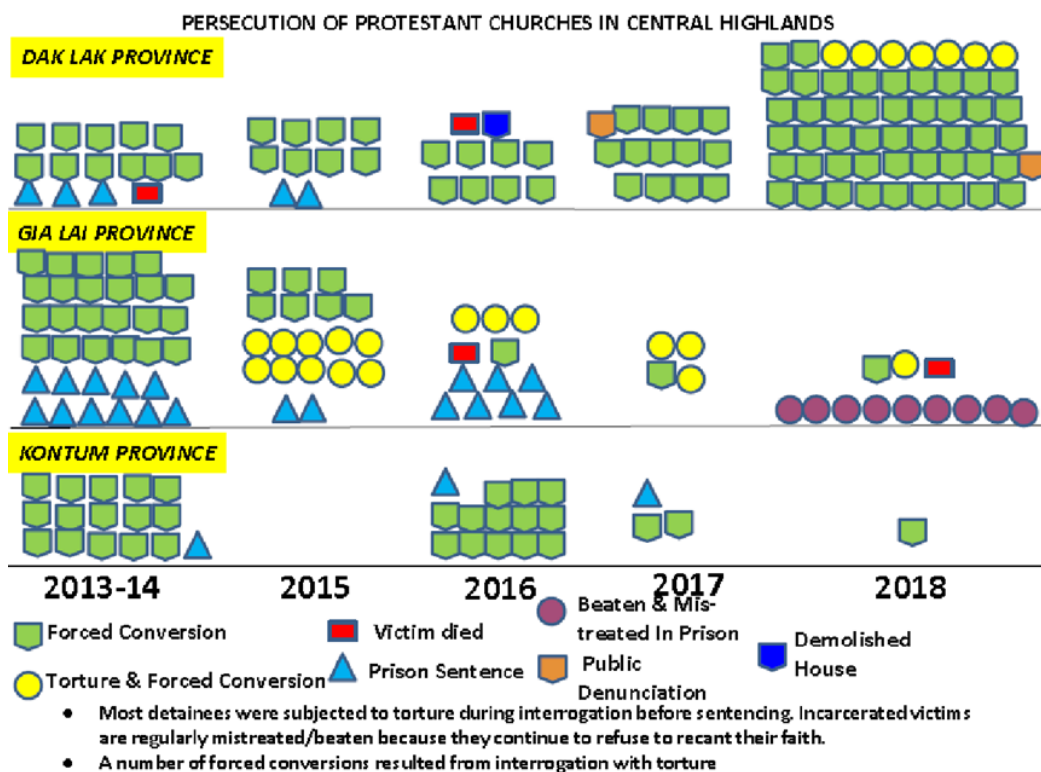 PERSECUTION OF PROTESTANT CHURCHES IN CENTRAL HIGHLANDS
DAK LAK PROVINCE
GIA LAI PROVINCE
KONTUM PROVINCE
2013-14 2015 2016 2017 2018
Forced Conversion
Victim died
Beaten & Mis-
treated In Prison
Demolished
House
Torture & Forced Conversion
Prison Sentence
Public
Denunciation
• Most detainees were subjected to torture during interrogation before sentencing. Incarcerated victims
are regularly mistreated/beaten because they continue to refuse to recant their faith.
• A number of forced conversions resulted from interrogation with torture